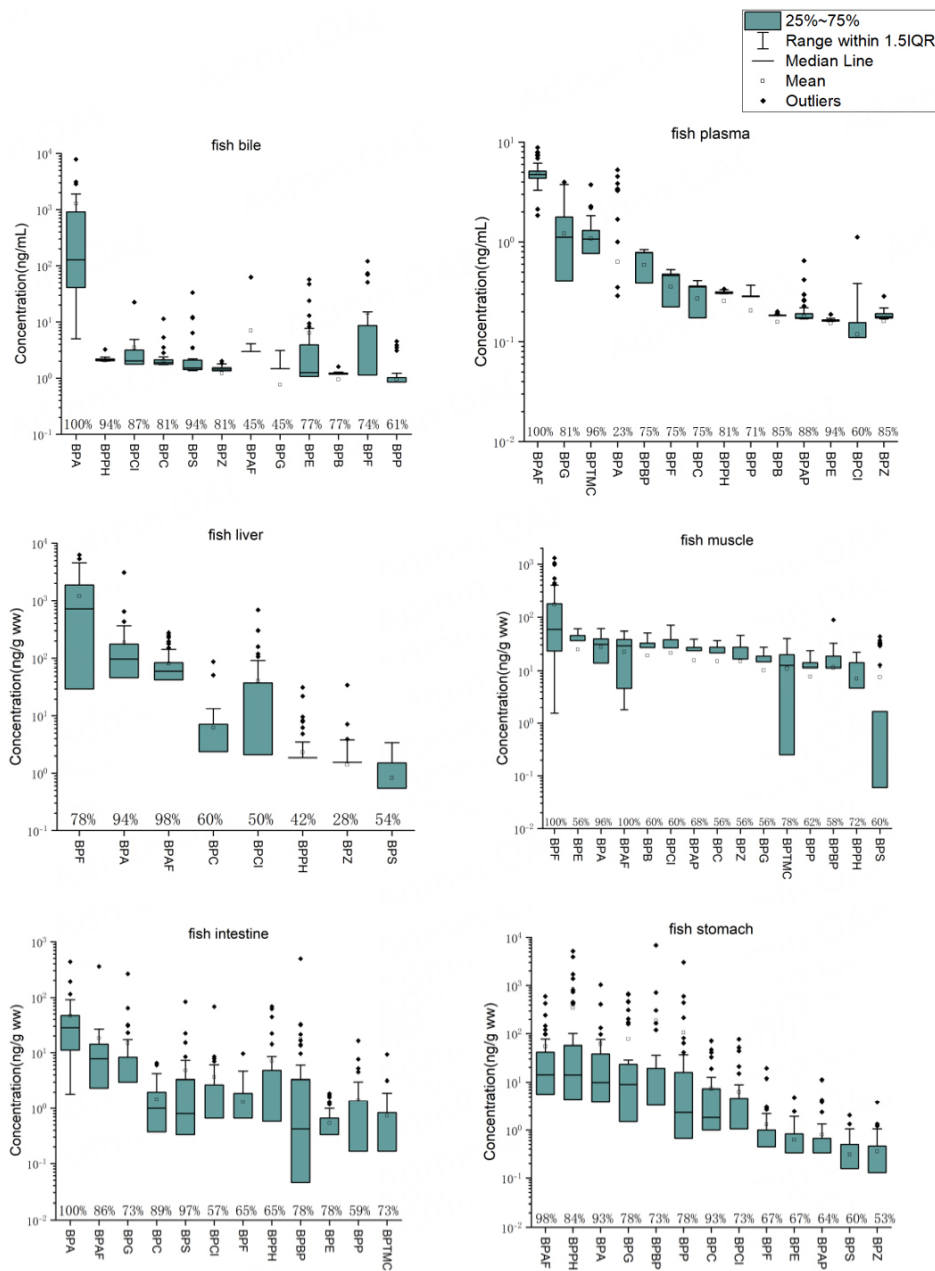 25%~75%
Range within 1.5IQR
Median Line
Mean
Outliers
fish bile
Concentration(ng/mL)
10^4
10^3
10^2
10^1
10^0
10^-1
100% 94% 87% 81% 94% 81% 45% 45% 77% 77% 74% 61%
BPA BPPH BPCl BPC BPS BPZ BPAF BPG BPE BPB BPF BPP
fish plasma
Concentration(ng/mL)
10^1
10^0
10^-1
10^-2
100% 81% 96% 23% 75% 75% 75% 81% 71% 85% 88% 94% 60% 85%
BPAF BPG BPTMC BPA BPBP BPF BPC BPPH BPP BPB BPAP BPE BPCl BPZ
fish liver
Concentration(ng/g ww)
10^4
10^3
10^2
10^1
10^0
10^-1
78% 94% 98% 60% 50% 42% 28% 54%
BPF BPA BPAF BPC BPCl BPPH BPZ BPS
fish muscle
Concentration(ng/g ww)
10^3
10^2
10^1
10^0
10^-1
10^-2
100% 56% 96% 100% 60% 60% 68% 56% 56% 56% 78% 62% 58% 72% 60%
BPF BPE BPA BPAF BPB BPCl BPAP BPC BPZ BPG BPTMC BPP BPBP BPPH BPS
fish intestine
Concentration(ng/g ww)
10^3
10^2
10^1
10^0
10^-1
10^-2
100% 86% 73% 89% 97% 57% 65% 65% 78% 78% 59% 73%
BPA BPAF BPG BPC BPS BPCl BPF BPPH BPBP BPE BPP BPTMC
fish stomach
Concentration(ng/g ww)
10^4
10^3
10^2
10^1
10^0
10^-1
10^-2
98% 84% 93% 78% 73% 78% 93% 73% 67% 67% 64% 60% 53%
BPAF BPPH BPA BPG BPBP BPP BPC BPCl BPF BPE BPAP BPS BPZ